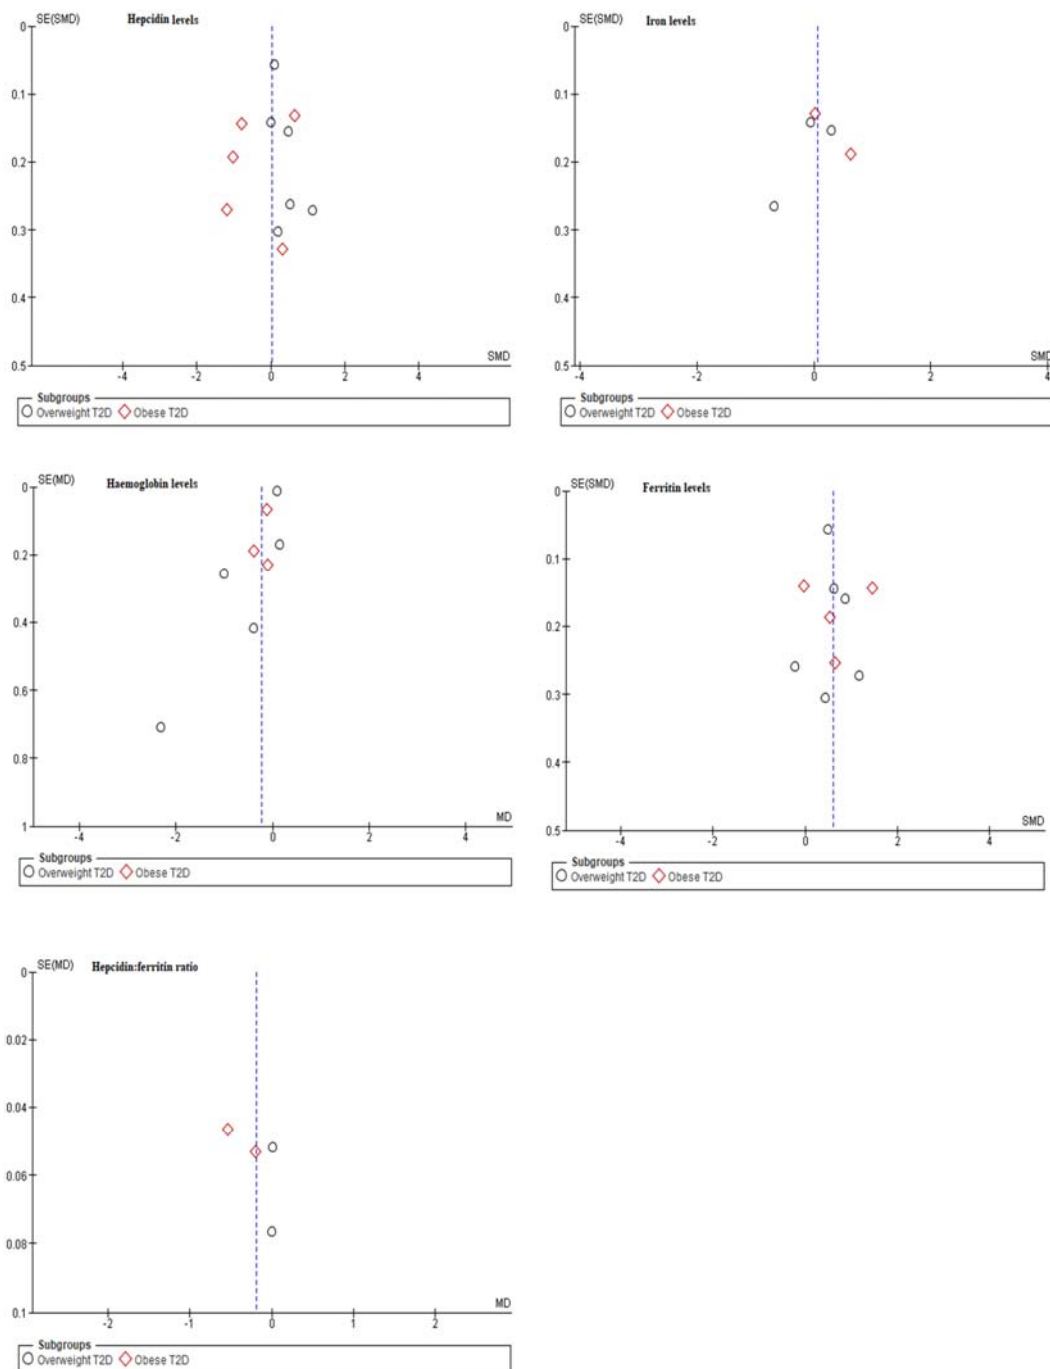 SE(SMD) Hepcidin levels
0
0.1
0.2
0.3
0.4
0.5
SMD
-4 -2 0 2 4
Subgroups
Overweight T2D Obese T2D
SE(SMD) Iron levels
0
0.1
0.2
0.3
0.4
0.5
SMD
-4 -2 0 2 4
Subgroups
Overweight T2D Obese T2D
SE(MD) Haemoglobin levels
0
0.2
0.4
0.6
0.8
1
MD
-4 -2 0 2 4
Subgroups
Overweight T2D Obese T2D
SE(SMD) Ferritin levels
0
0.1
0.2
0.3
0.4
0.5
SMD
-4 -2 0 2 4
Subgroups
Overweight T2D Obese T2D
SE(MD) Hepcidin:ferritin ratio
0
0.02
0.04
0.06
0.08
0.1
MD
-2 -1 0 1 2
Subgroups
Overweight T2D Obese T2D